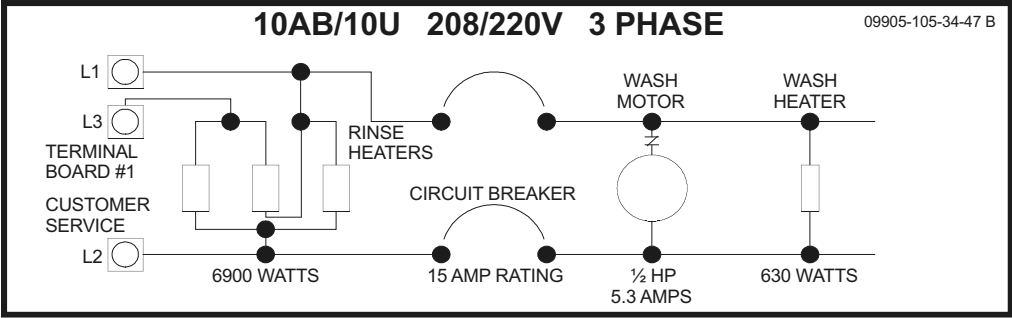 10AB/10U 208/220V 3 PHASE
09905-105-34-47 B
L1
L3
TERMINAL
BOARD #1
CUSTOMER
SERVICE
L2
RINSE
HEATERS
6900 WATTS
CIRCUIT BREAKER
15 AMP RATING
WASH
MOTOR
½ HP
5.3 AMPS
WASH
HEATER
630 WATTS